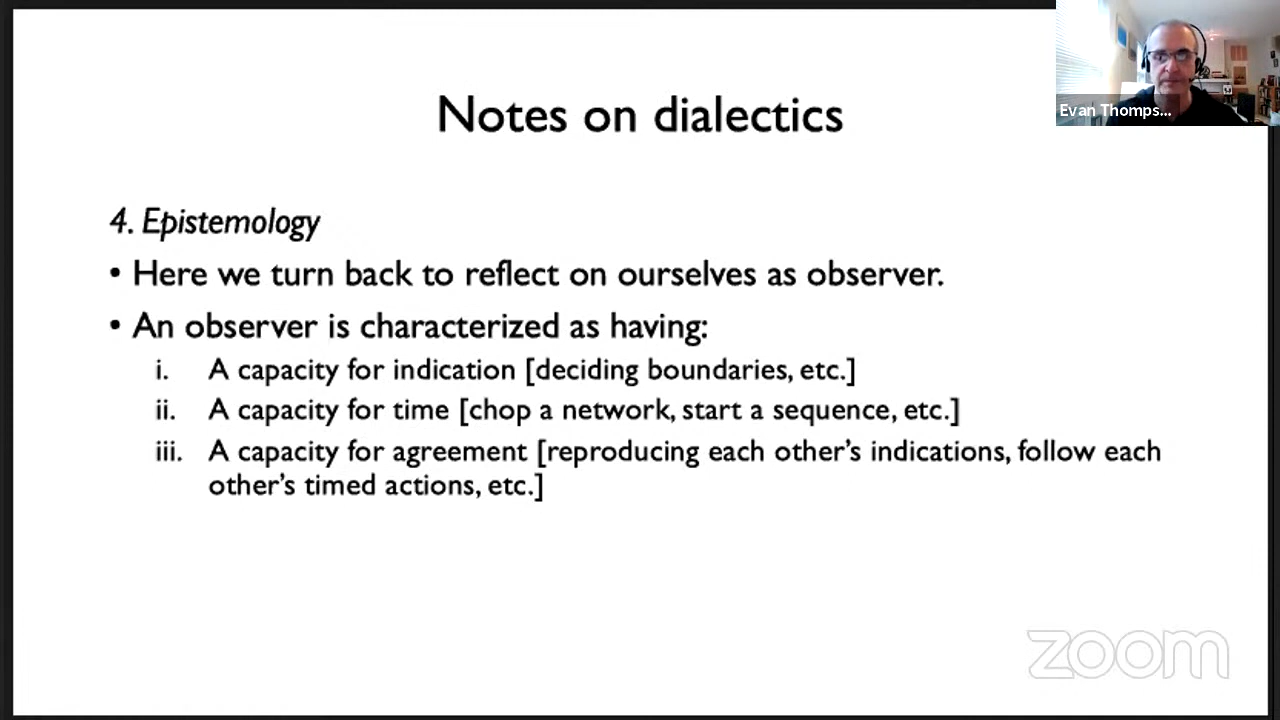 Notes on dialectics
Evan Thomps...
4. Epistemology
• Here we turn back to reflect on ourselves as observer.
• An observer is characterized as having:
i. A capacity for indication [deciding boundaries, etc.]
ii. A capacity for time [chop a network, start a sequence, etc.]
iii. A capacity for agreement [reproducing each other's indications, follow each
other's timed actions, etc.]
zoom